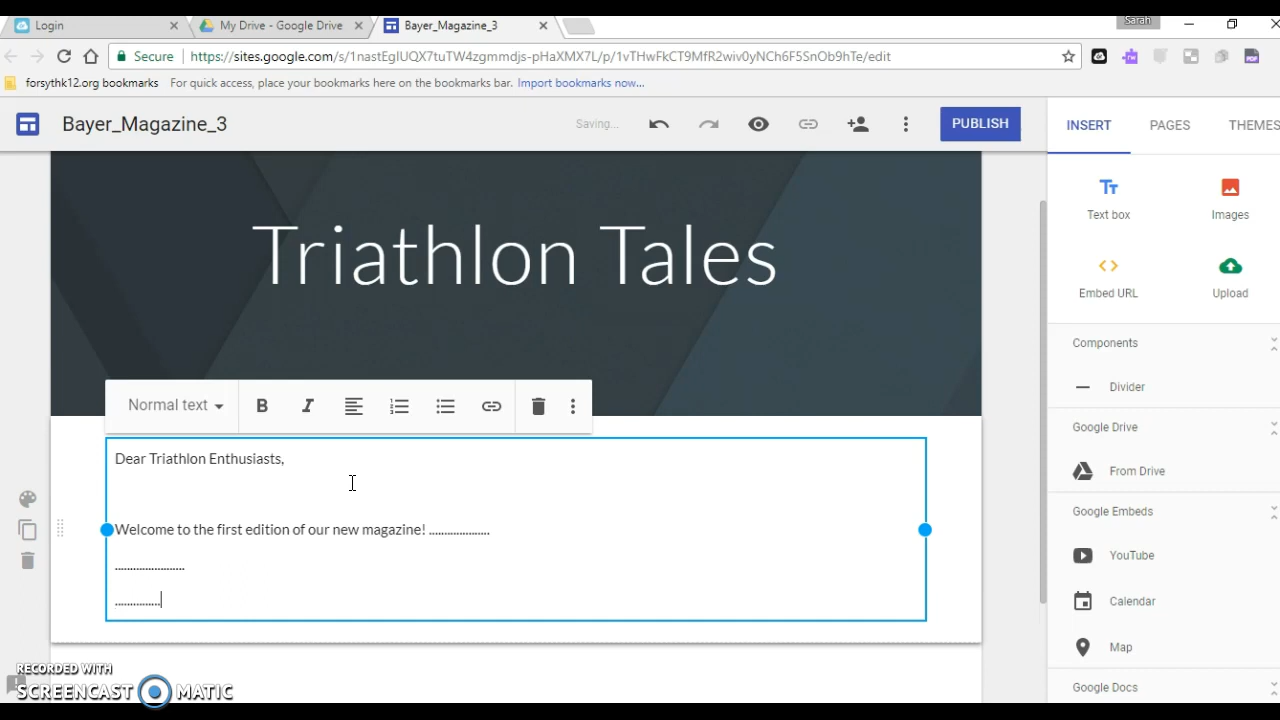 Login
My Drive - Google Drive
Bayer_Magazine_3
Sarah
Secure
https://sites.google.com/s/1nastEgIUQX7tuTW4zgmmdjs-pHaXMX7L/p/1vTHwFkCT9MfR2wiv0yNCh6F5SnOb9hTe/edit
forsythk12.org bookmarks
For quick access, place your bookmarks here on the bookmarks bar. Import bookmarks now...
Bayer_Magazine_3
Saving...
PUBLISH
INSERT
PAGES
THEMES
Triathlon Tales
Text box
Images
Embed URL
Upload
Components
Divider
Google Drive
From Drive
Google Embeds
YouTube
Calendar
Map
Google Docs
Normal text
B
I
Dear Triathlon Enthusiasts,
Welcome to the first edition of our new magazine! ....................
.......................
...............
RECORDED WITH
SCREENCAST MATIC